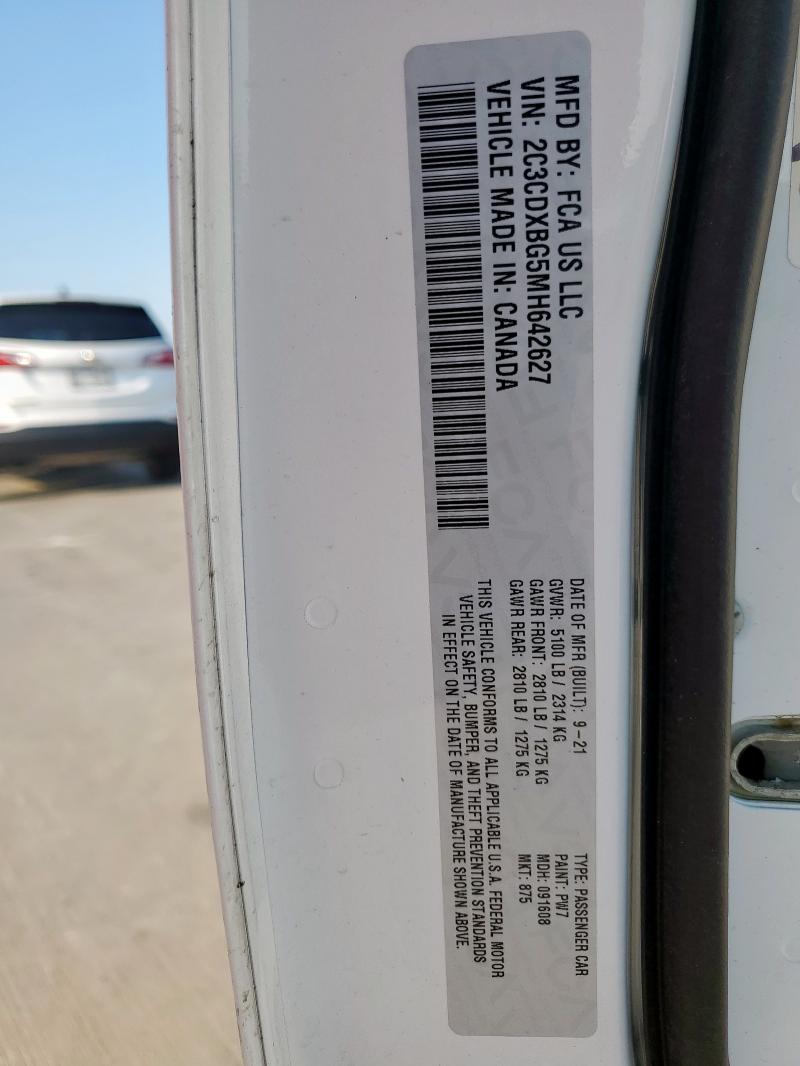 MFD BY: FCA US LLC
VIN: 2C3CDXBG5MH642627
VEHICLE MADE IN: CANADA
DATE OF MFR (BUILT): 9-21
GVWR: 5100 LB / 2314 KG
GAWR FRONT: 2810 LB / 1275 KG
GAWR REAR: 2810 LB / 1275 KG
THIS VEHICLE CONFORMS TO ALL APPLICABLE U.S.A. FEDERAL MOTOR
VEHICLE SAFETY, BUMPER, AND THEFT PREVENTION STANDARDS
IN EFFECT ON THE DATE OF MANUFACTURE SHOWN ABOVE.
TYPE: PASSENGER CAR
PAINT: PW7
MDH: 091608
MKT: 875